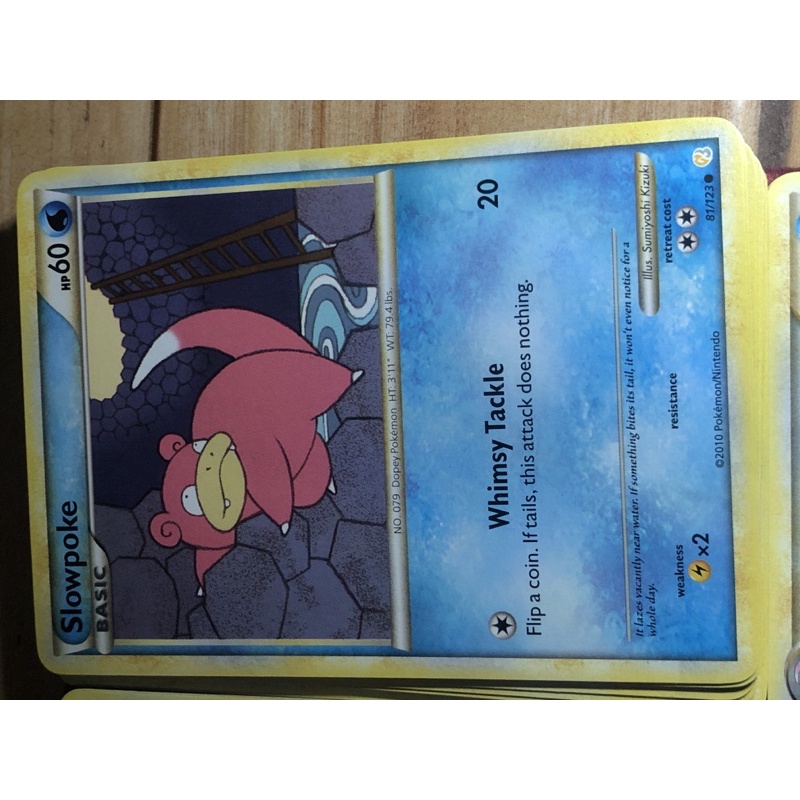 Slowpoke HP60
BASIC
NO. 079 Dopey Pokémon HT: 3'11" WT: 79.4 lbs.
Whimsy Tackle 20
Flip a coin. If tails, this attack does nothing.
It lazes vacantly near water. If something bites its tail, it won't even notice for a
whole day.
Illus. Sumiyoshi Kizuki
weakness resistance retreat cost
×2
©2010 Pokémon/Nintendo 81/123